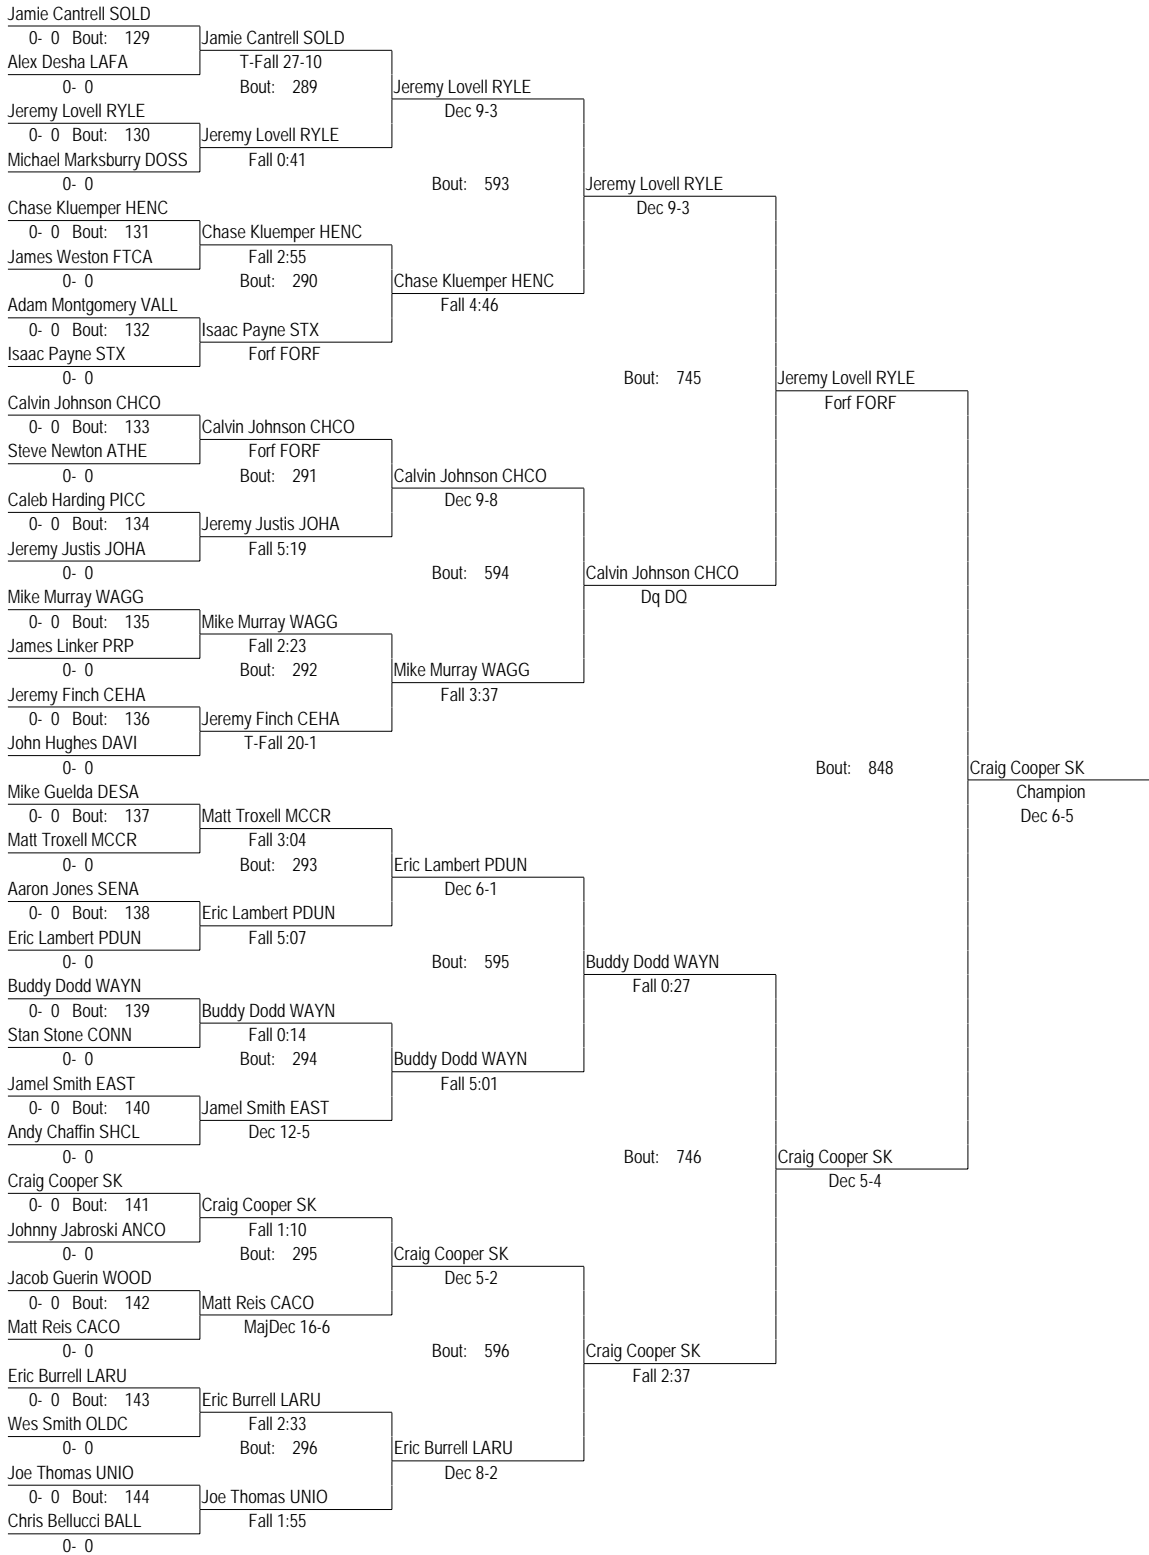 Jamie Cantrell SOLD
0- 0 Bout: 129 Jamie Cantrell SOLD
Alex Desha LAFA T-Fall 27-10
0- 0 Bout: 289 Jeremy Lovell RYLE
Jeremy Lovell RYLE Dec 9-3
0- 0 Bout: 130 Jeremy Lovell RYLE
Michael Marksburry DOSS Fall 0:41
0- 0 Bout: 593 Jeremy Lovell RYLE
Chase Kluemper HENC Dec 9-3
0- 0 Bout: 131 Chase Kluemper HENC
James Weston FTCA Fall 2:55
0- 0 Bout: 290 Chase Kluemper HENC
Adam Montgomery VALL Fall 4:46
0- 0 Bout: 132 Isaac Payne STX
Isaac Payne STX Forf FORF
0- 0 Bout: 745 Jeremy Lovell RYLE
Calvin Johnson CHCO Forf FORF
0- 0 Bout: 133 Calvin Johnson CHCO
Steve Newton ATHE Forf FORF
0- 0 Bout: 291 Calvin Johnson CHCO
Caleb Harding PICC Dec 9-8
0- 0 Bout: 134 Jeremy Justis JOHA
Jeremy Justis JOHA Fall 5:19
0- 0 Bout: 594 Calvin Johnson CHCO
Mike Murray WAGG Dq DQ
0- 0 Bout: 135 Mike Murray WAGG
James Linker PRP Fall 2:23
0- 0 Bout: 292 Mike Murray WAGG
Jeremy Finch CEHA Fall 3:37
0- 0 Bout: 136 Jeremy Finch CEHA
John Hughes DAVI T-Fall 20-1
0- 0 Bout: 848 Craig Cooper SK
Mike Guelda DESA Champion
0- 0 Bout: 137 Matt Troxell MCCR Dec 6-5
Matt Troxell MCCR Fall 3:04
0- 0 Bout: 293 Eric Lambert PDUN
Aaron Jones SENA Dec 6-1
0- 0 Bout: 138 Eric Lambert PDUN
Eric Lambert PDUN Fall 5:07
0- 0 Bout: 595 Buddy Dodd WAYN
Buddy Dodd WAYN Fall 0:27
0- 0 Bout: 139 Buddy Dodd WAYN
Stan Stone CONN Fall 0:14
0- 0 Bout: 294 Buddy Dodd WAYN
Jamel Smith EAST Fall 5:01
0- 0 Bout: 140 Jamel Smith EAST
Andy Chaffin SHCL Dec 12-5
0- 0 Bout: 746 Craig Cooper SK
Craig Cooper SK Dec 5-4
0- 0 Bout: 141 Craig Cooper SK
Johnny Jabroski ANCO Fall 1:10
0- 0 Bout: 295 Craig Cooper SK
Jacob Guerin WOOD Dec 5-2
0- 0 Bout: 142 Matt Reis CACO
Matt Reis CACO MajDec 16-6
0- 0 Bout: 596 Craig Cooper SK
Eric Burrell LARU Fall 2:37
0- 0 Bout: 143 Eric Burrell LARU
Wes Smith OLDC Fall 2:33
0- 0 Bout: 296 Eric Burrell LARU
Joe Thomas UNIO Dec 8-2
0- 0 Bout: 144 Joe Thomas UNIO
Chris Bellucci BALL Fall 1:55
0- 0